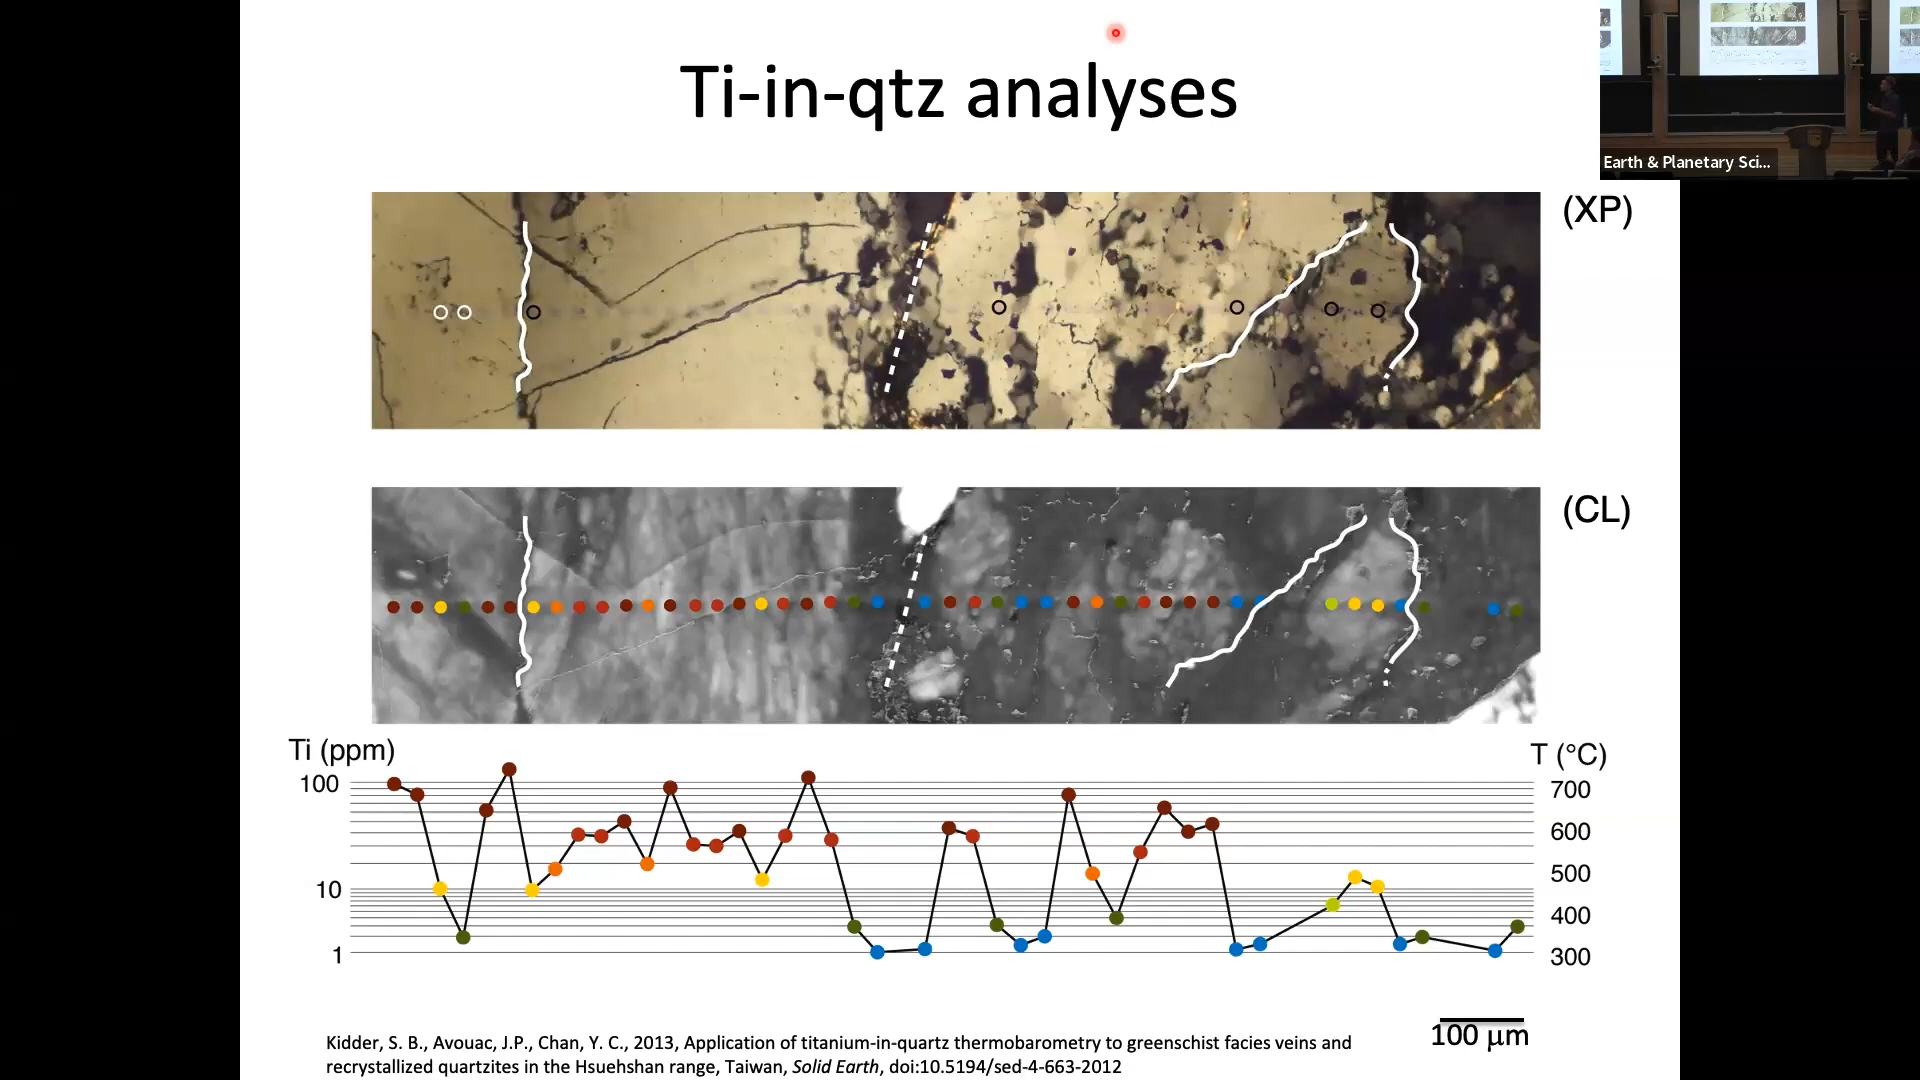 Ti-in-qtz analyses
Earth & Planetary Sci...
(XP)
(CL)
Ti (ppm)
T (°C)
100
700
600
500
10
400
1
300
100 µm
Kidder, S. B., Avouac, J.P., Chan, Y. C., 2013, Application of titanium-in-quartz thermobarometry to greenschist facies veins and
recrystallized quartzites in the Hsuehshan range, Taiwan, Solid Earth, doi:10.5194/sed-4-663-2012